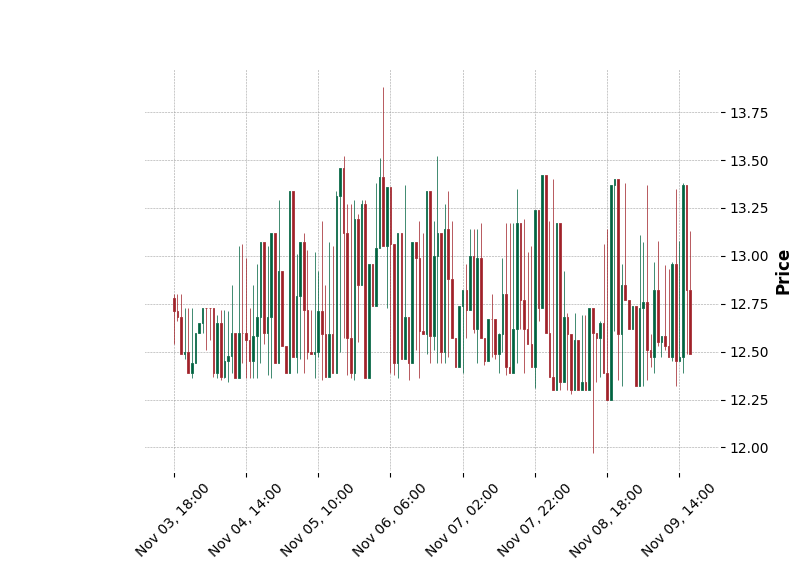 13.75
13.50
13.25
13.00
12.75
12.50
12.25
12.00
Price
Nov 03, 18:00
Nov 04, 14:00
Nov 05, 10:00
Nov 06, 06:00
Nov 07, 02:00
Nov 07, 22:00
Nov 08, 18:00
Nov 09, 14:00